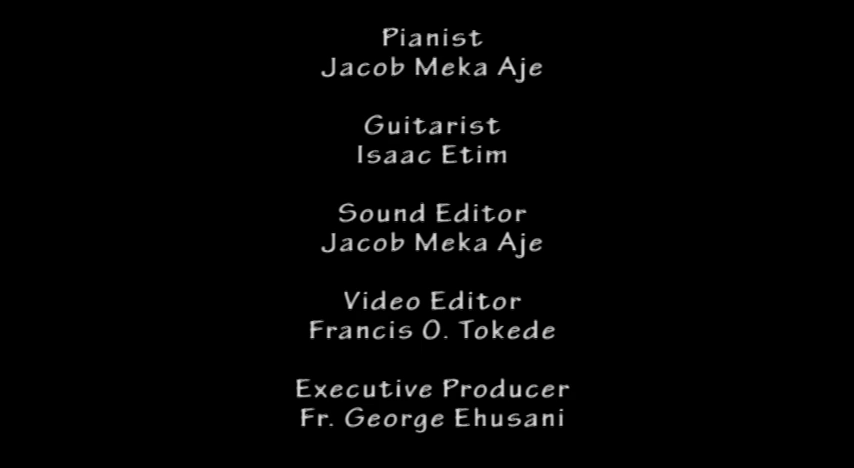 Pianist
Jacob Meka Aje
Guitarist
Isaac Etim
Sound Editor
Jacob Meka Aje
Video Editor
Francis O. Tokede
Executive Producer
Fr. George Ehusani